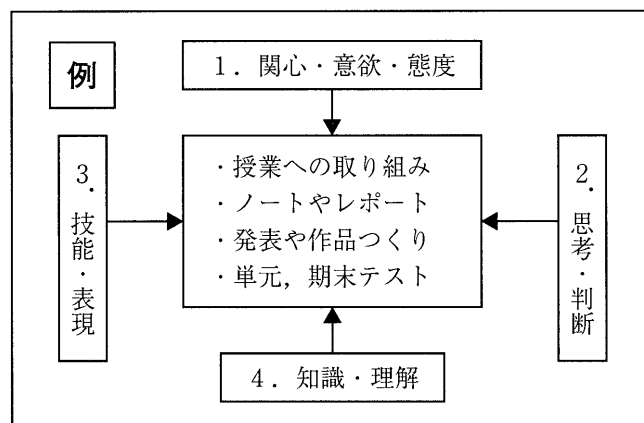 例
1．関心・意欲・態度
3．技能・表現
・授業への取り組み
・ノートやレポート
・発表や作品つくり
・単元，期末テスト
2．思考・判断
4．知識・理解